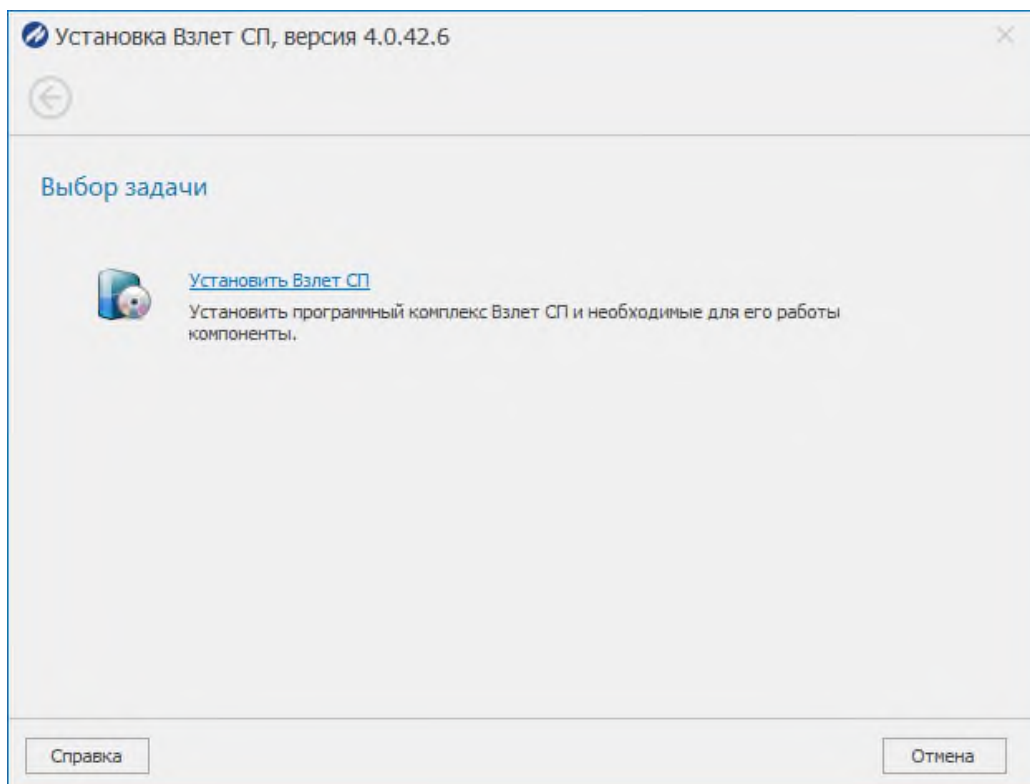 Установка Взлет СП, версия 4.0.42.6
Выбор задачи
Установить Взлет СП
Установить программный комплекс Взлет СП и необходимые для его работы
компоненты.
Справка
Отмена